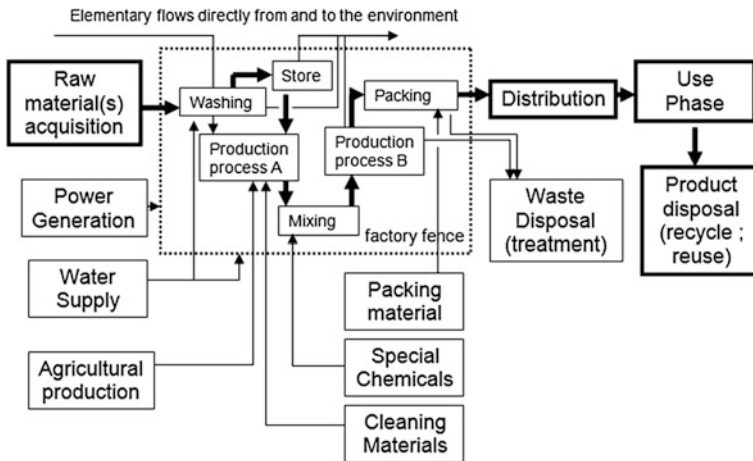 Elementary flows directly from and to the environment
Raw
material(s)
acquisition
Washing
Store
Packing
Distribution
Use
Phase
Production
process A
Production
process B
Mixing
factory fence
Power
Generation
Waste
Disposal
(treatment)
Product
disposal
(recycle ;
reuse)
Water
Supply
Packing
material
Agricultural
production
Special
Chemicals
Cleaning
Materials